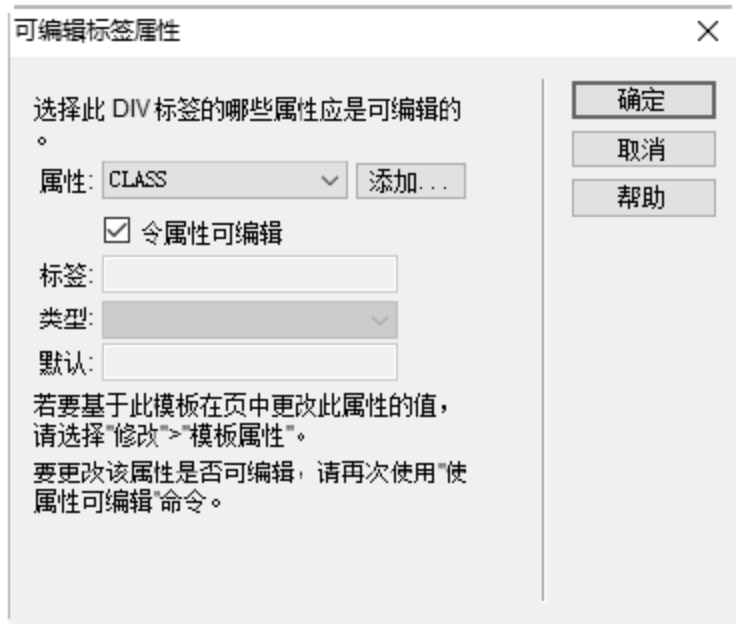 可编辑标签属性
选择此 DIV 标签的哪些属性应是可编辑的
。
确定
取消
帮助
属性: CLASS 添加...
令属性可编辑
标签:
类型:
默认:
若要基于此模板在页中更改此属性的值，
请选择"修改">"模板属性"。
要更改该属性是否可编辑，请再次使用"使
属性可编辑"命令。